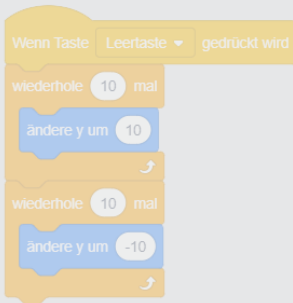 Wenn Taste Leertaste gedrückt wird
wiederhole 10 mal
ändere y um 10
wiederhole 10 mal
ändere y um -10